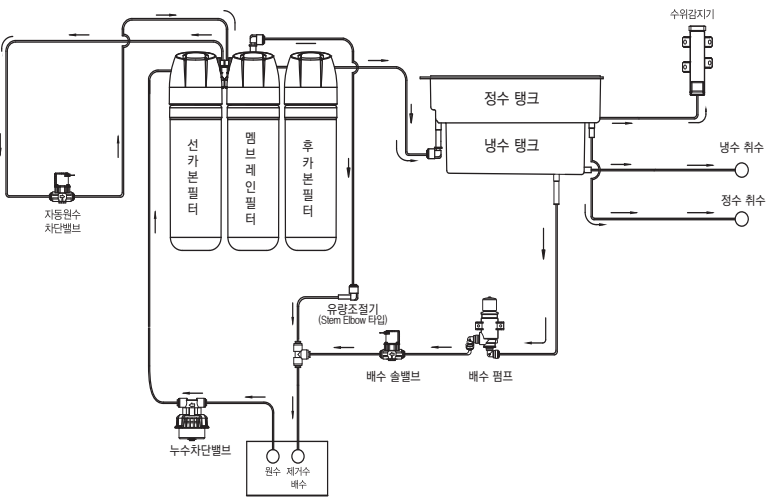 수위감지기
정수 탱크
냉수 탱크
냉수 취수
정수 취수
선카본필터
멤브레인필터
후카본필터
자동원수
차단밸브
유량조절기
(Stem Elbow 타입)
배수 솔밸브
배수 펌프
누수차단밸브
원수
제거수
배수